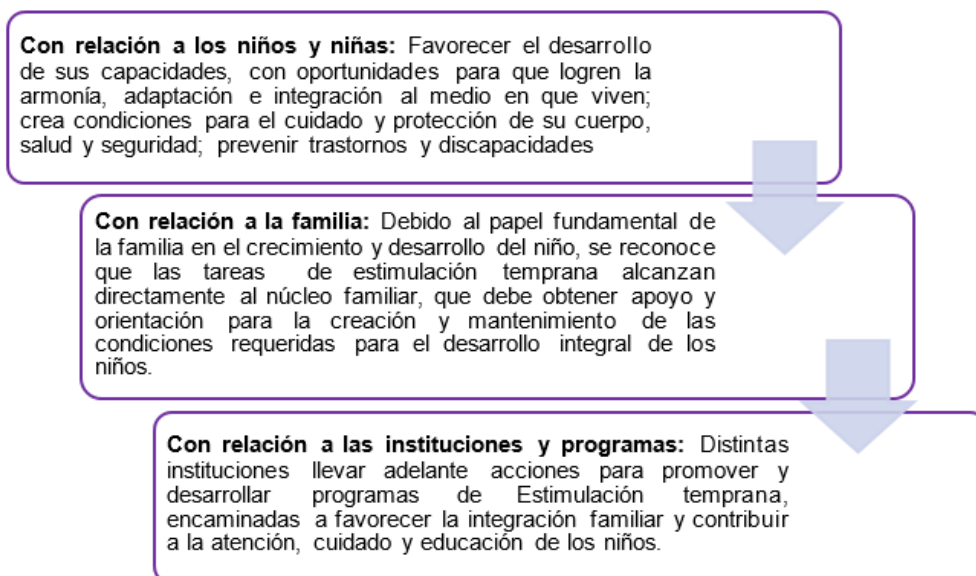 Con relación a los niños y niñas: Favorecer el desarrollo
de sus capacidades, con oportunidades para que logren la
armonía, adaptación e integración al medio en que viven;
crea condiciones para el cuidado y protección de su cuerpo,
salud y seguridad; prevenir trastornos y discapacidades
Con relación a la familia: Debido al papel fundamental de
la familia en el crecimiento y desarrollo del niño, se reconoce
que las tareas de estimulación temprana alcanzan
directamente al núcleo familiar, que debe obtener apoyo y
orientación para la creación y mantenimiento de las
condiciones requeridas para el desarrollo integral de los
niños.
Con relación a las instituciones y programas: Distintas
instituciones llevar adelante acciones para promover y
desarrollar programas de Estimulación temprana,
encaminadas a favorecer la integración familiar y contribuir
a la atención, cuidado y educación de los niños.